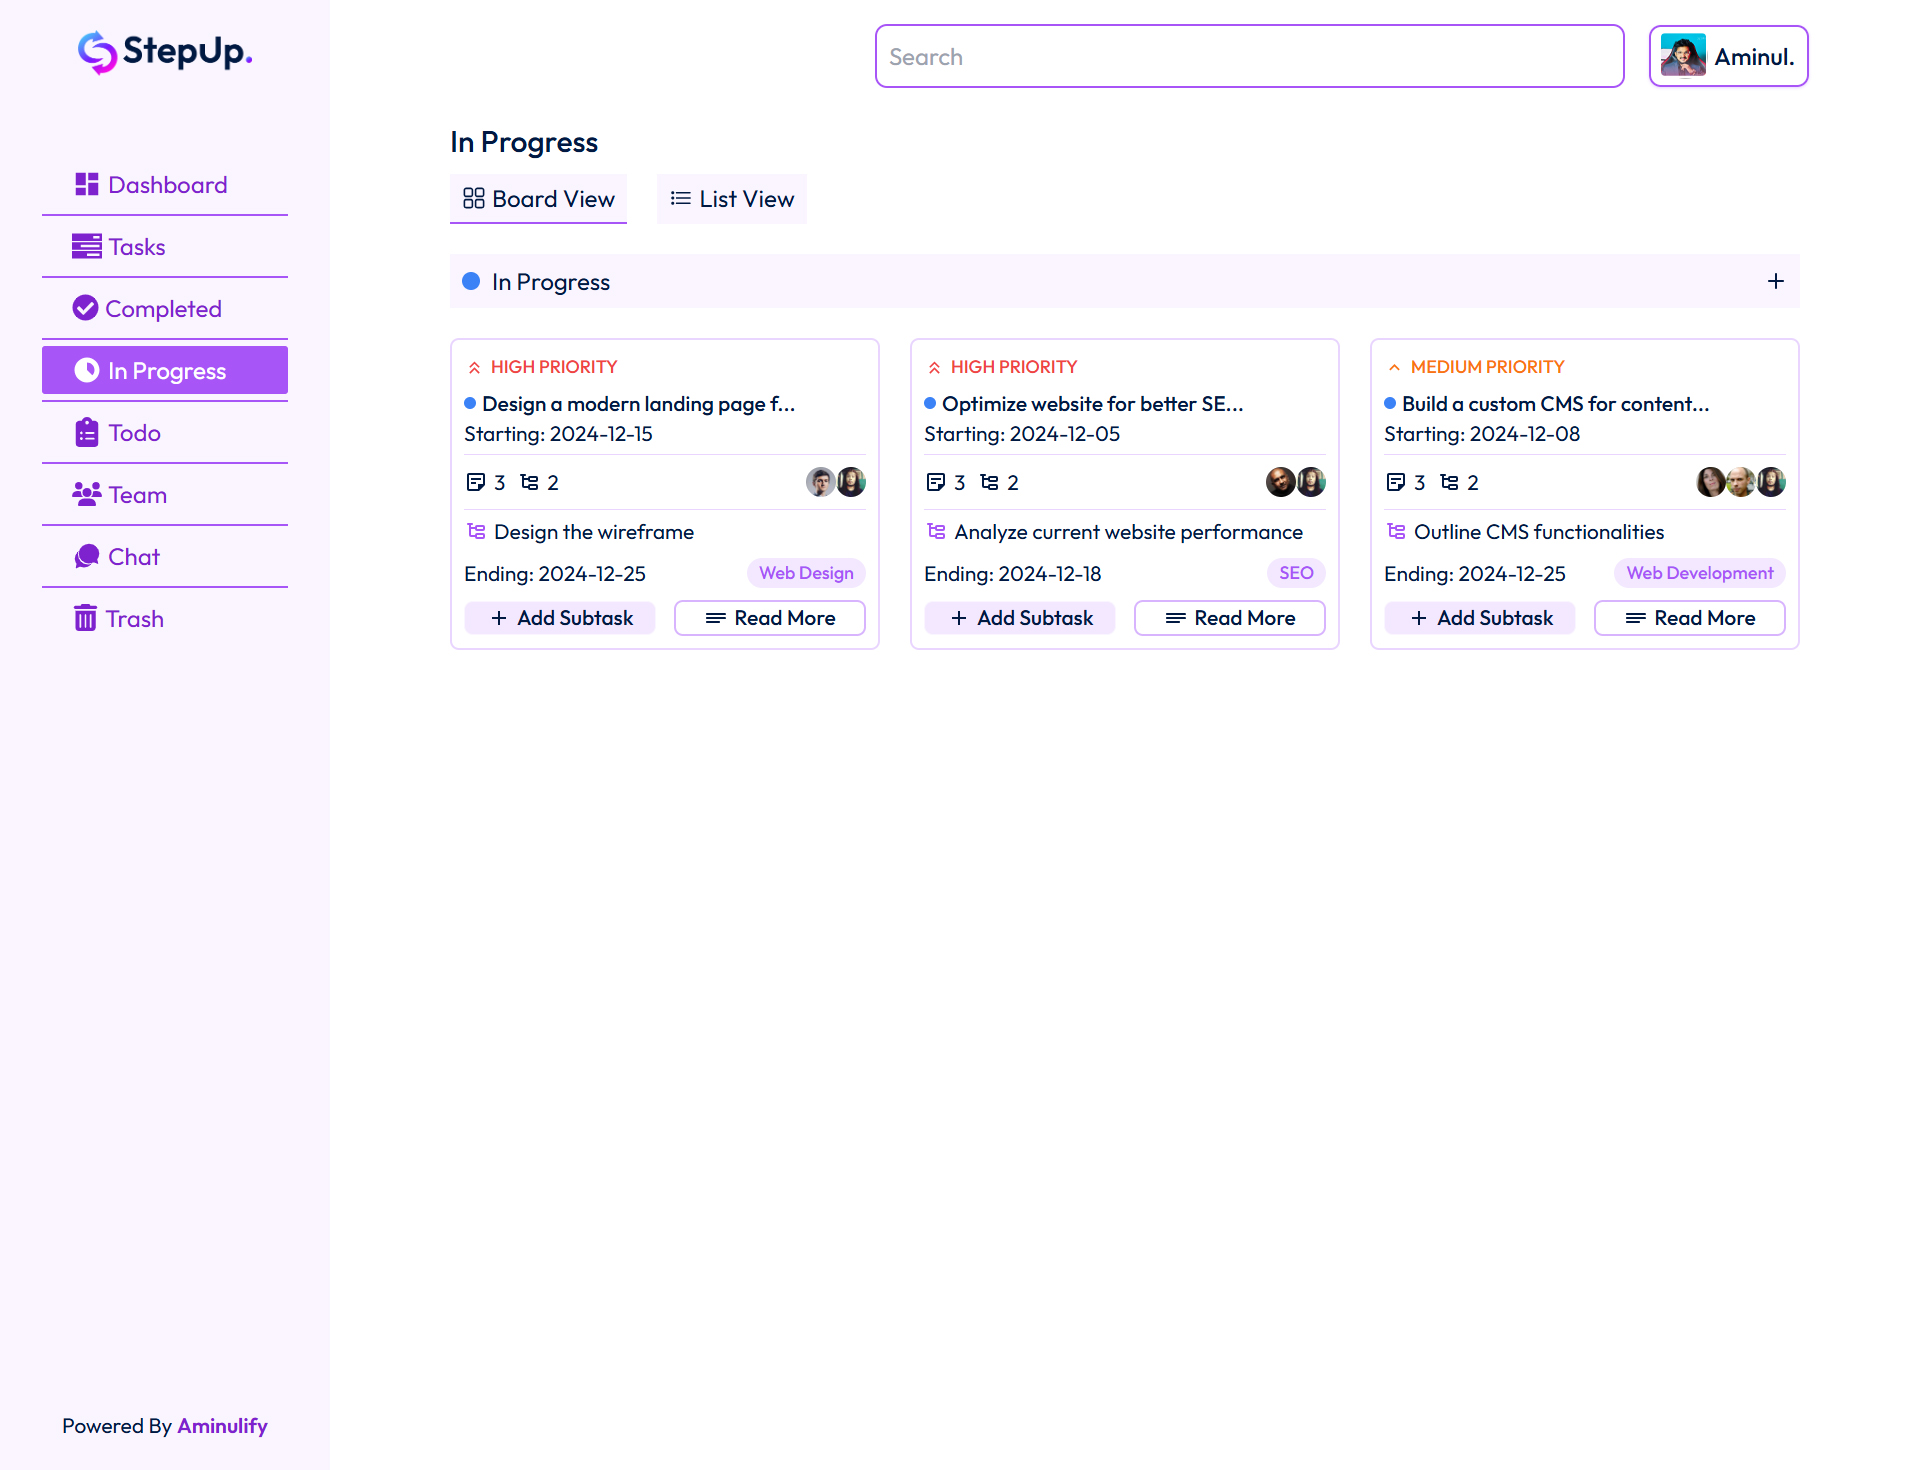 StepUp.
Search
Aminul.
Dashboard
Tasks
Completed
In Progress
Todo
Team
Chat
Trash
Powered By Aminulify
In Progress
Board View
List View
In Progress
HIGH PRIORITY
Design a modern landing page f...
Starting: 2024-12-15
3 2
Design the wireframe
Ending: 2024-12-25
Web Design
Add Subtask
Read More
HIGH PRIORITY
Optimize website for better SE...
Starting: 2024-12-05
3 2
Analyze current website performance
Ending: 2024-12-18
SEO
Add Subtask
Read More
MEDIUM PRIORITY
Build a custom CMS for content...
Starting: 2024-12-08
3 2
Outline CMS functionalities
Ending: 2024-12-25
Web Development
Add Subtask
Read More